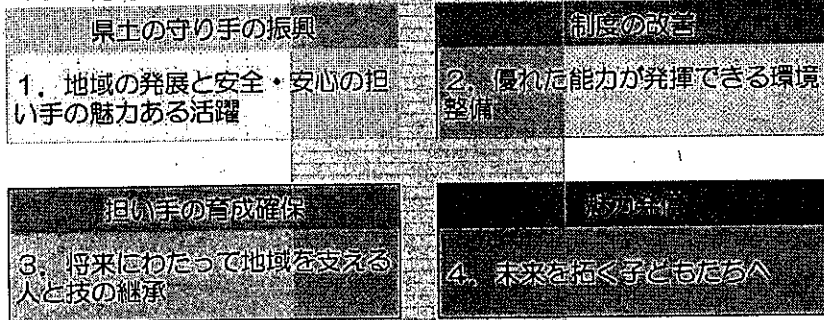 県土の守り手の振興
1．地域の発展と安全・安心の担
い手の魅力ある活躍
制度の改善
2．優れた能力が発揮できる環境
整備
担い手の育成確保
3．将来にわたって地域を支える
人と技の継承
魅力発信
4．未来を拓く子どもたちへ